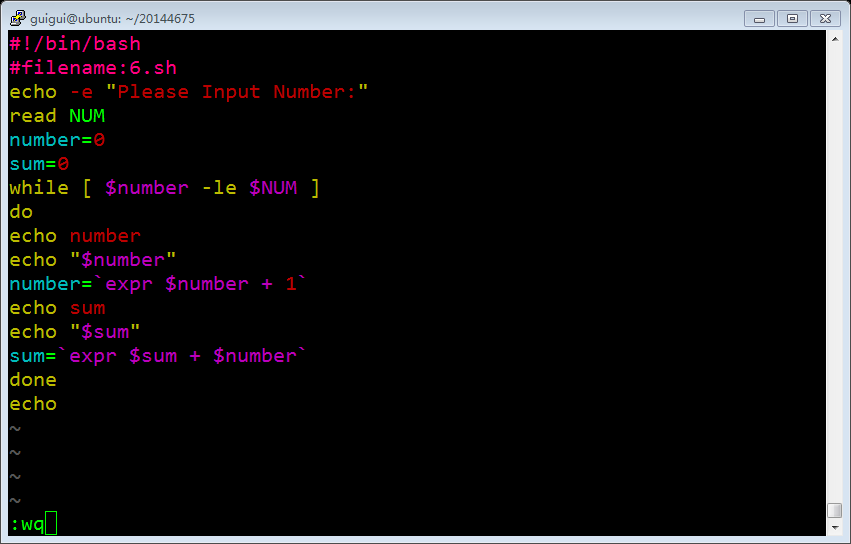 guigui@ubuntu: ~/20144675
#!/bin/bash
#filename:6.sh
echo -e "Please Input Number:"
read NUM
number=0
sum=0
while [ $number -le $NUM ]
do
echo number
echo "$number"
number=`expr $number + 1`
echo sum
echo "$sum"
sum=`expr $sum + $number`
done
echo
~
~
~
~
:wq